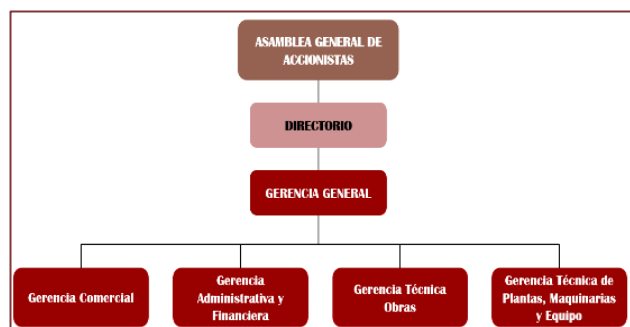 ASAMBLEA GENERAL DE
ACCIONISTAS
DIRECTORIO
GERENCIA GENERAL
Gerencia Comercial
Gerencia
Administrativa y
Financiera
Gerencia Técnica
Obras
Gerencia Técnica de
Plantas, Maquinarias
y Equipo